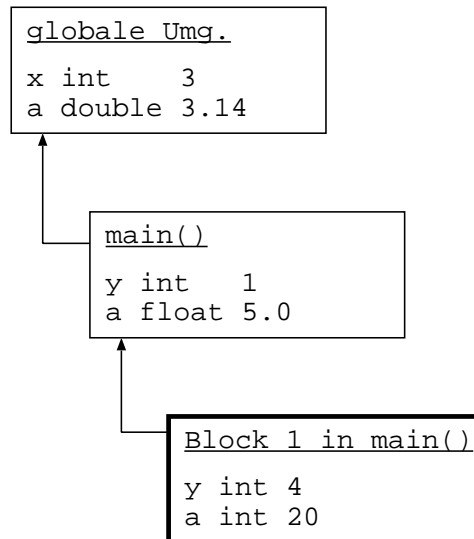 globale Umg.
x int 3
a double 3.14
main()
y int 1
a float 5.0
Block 1 in main()
y int 4
a int 20